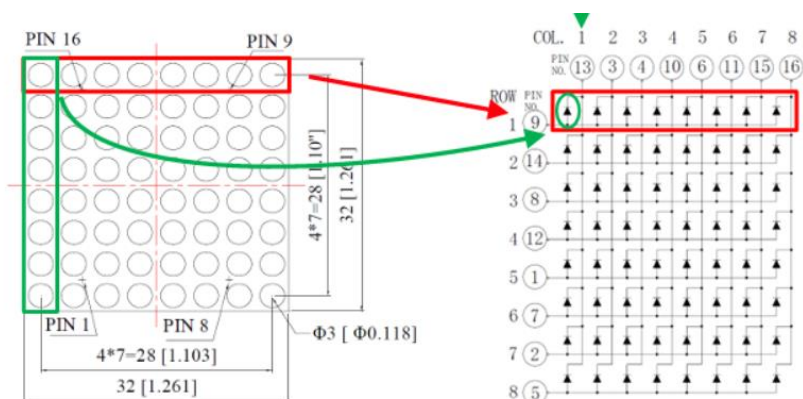 PIN 16 PIN 9
4*7=28 [1.10"]
32 [1.261]
PIN 1 PIN 8
Φ3 [ Φ0.118]
4*7=28 [1.103]
32 [1.261]
COL. 1 2 3 4 5 6 7 8
PIN NO. 13 3 4 10 6 11 15 16
ROW PIN NO.
1 9
2 14
3 8
4 12
5 1
6 7
7 2
8 5